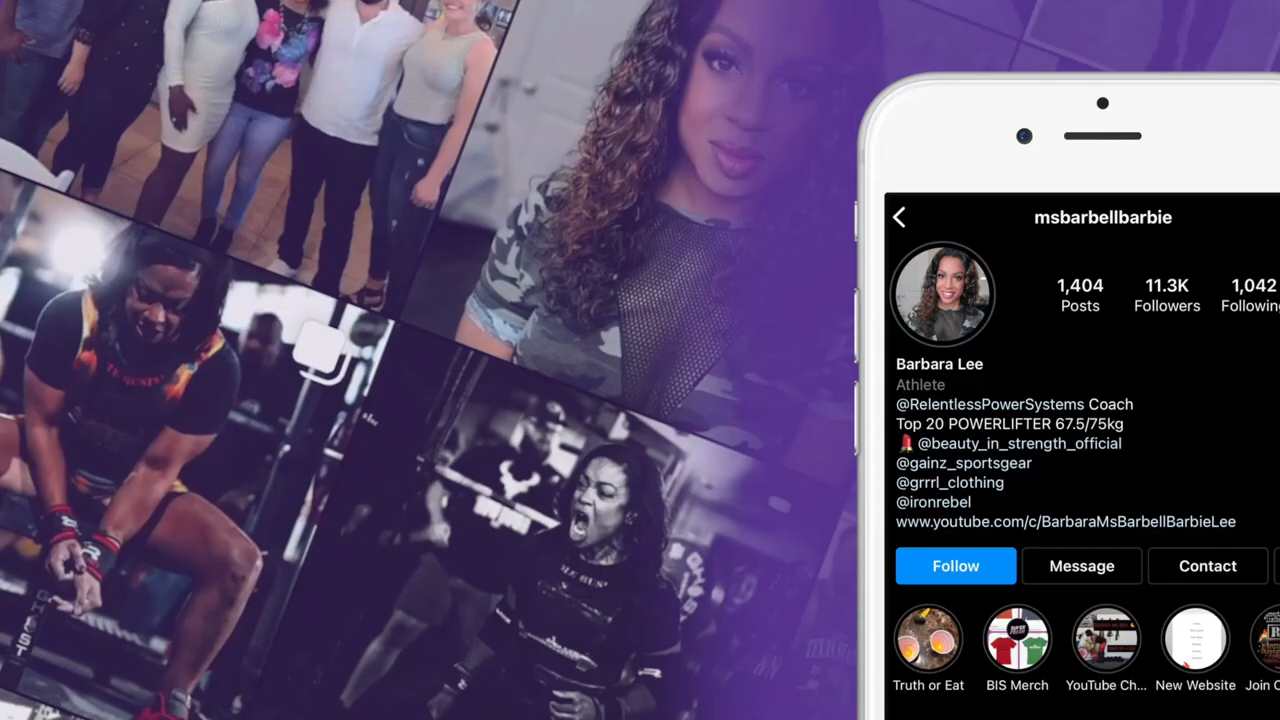 msbarbellbarbie
1,404
11.3K
1,042
Posts
Followers
Following
Barbara Lee
Athlete
@RelentlessPowerSystems Coach
Top 20 POWERLIFTER 67.5/75kg
💄 @beauty_in_strength_official
@gainz_sportsgear
@grrrl_clothing
@ironrebel
www.youtube.com/c/BarbaraMsBarbellBarbieLee
Follow
Message
Contact
Truth or Eat
BIS Merch
YouTube Ch...
New Website
Join
GHOST